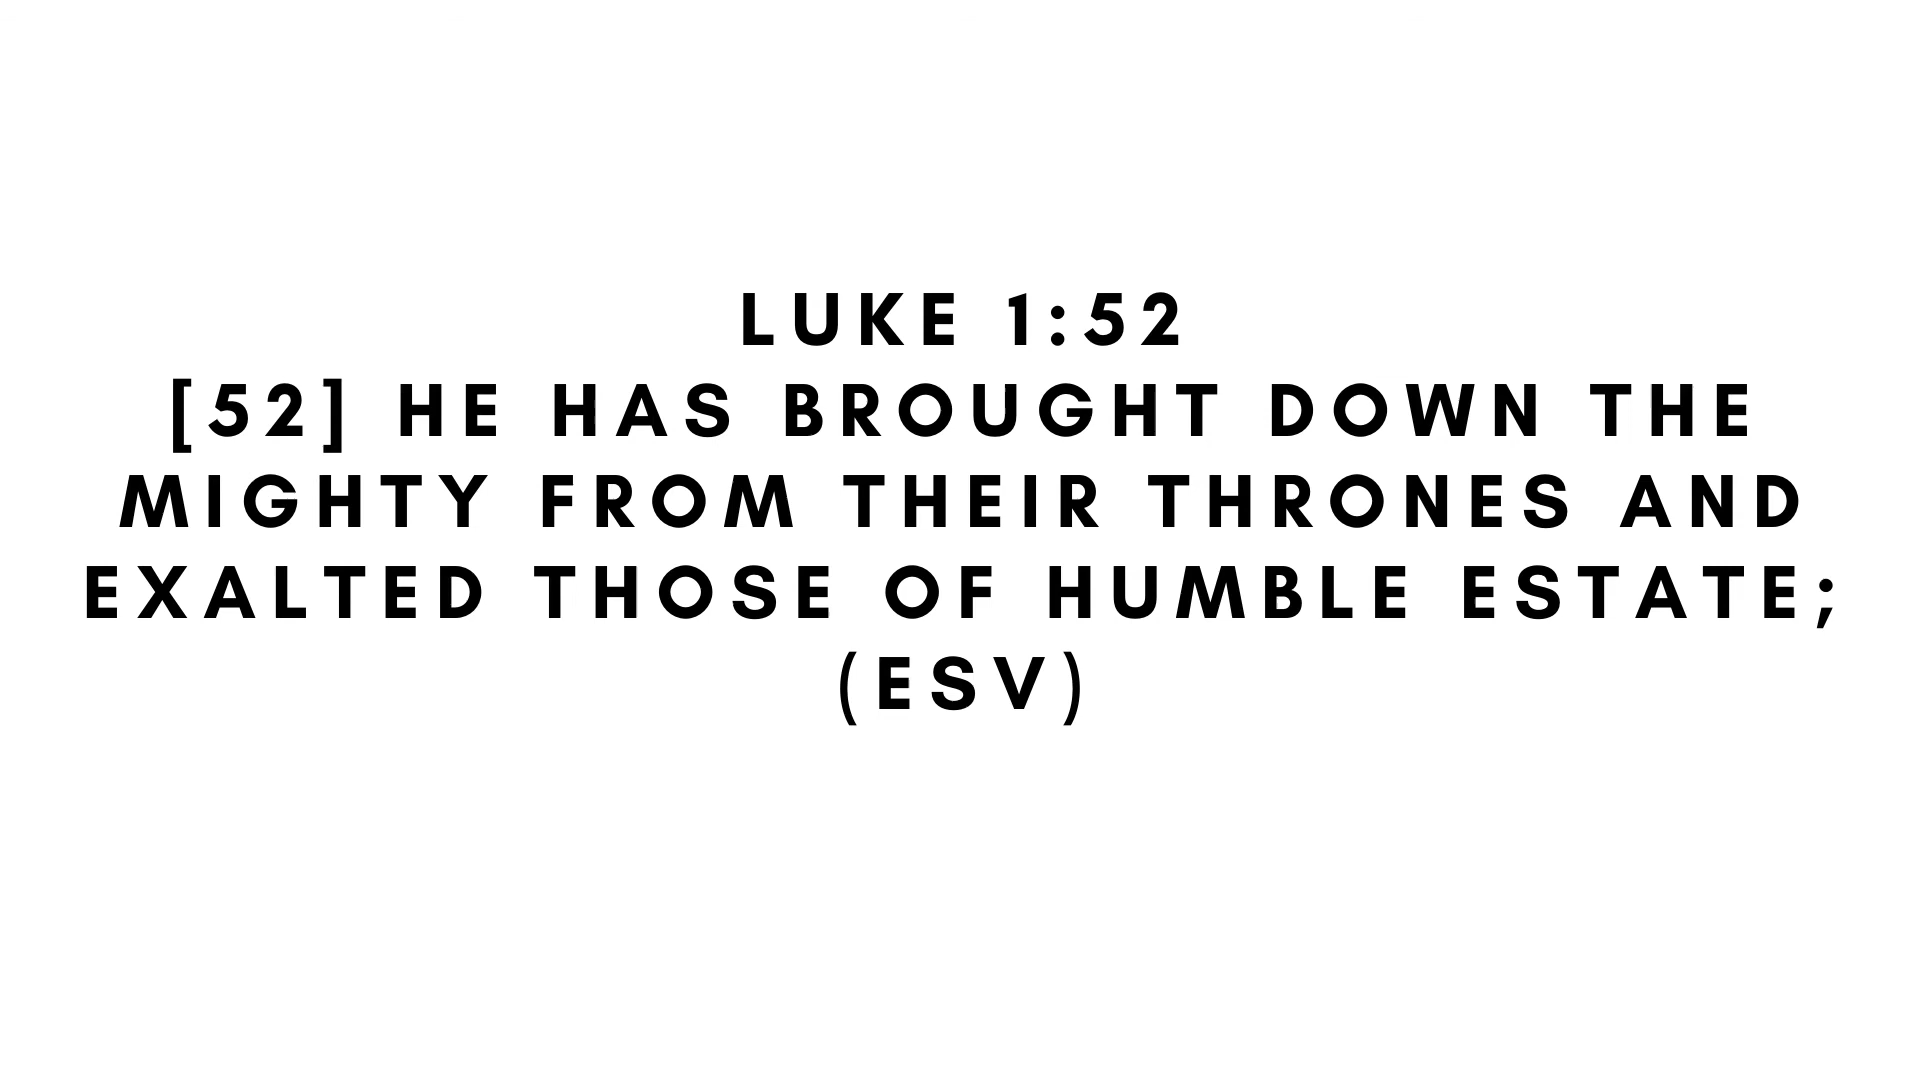 LUKE 1:52
[52] HE HAS BROUGHT DOWN THE
MIGHTY FROM THEIR THRONES AND
EXALTED THOSE OF HUMBLE ESTATE;
(ESV)